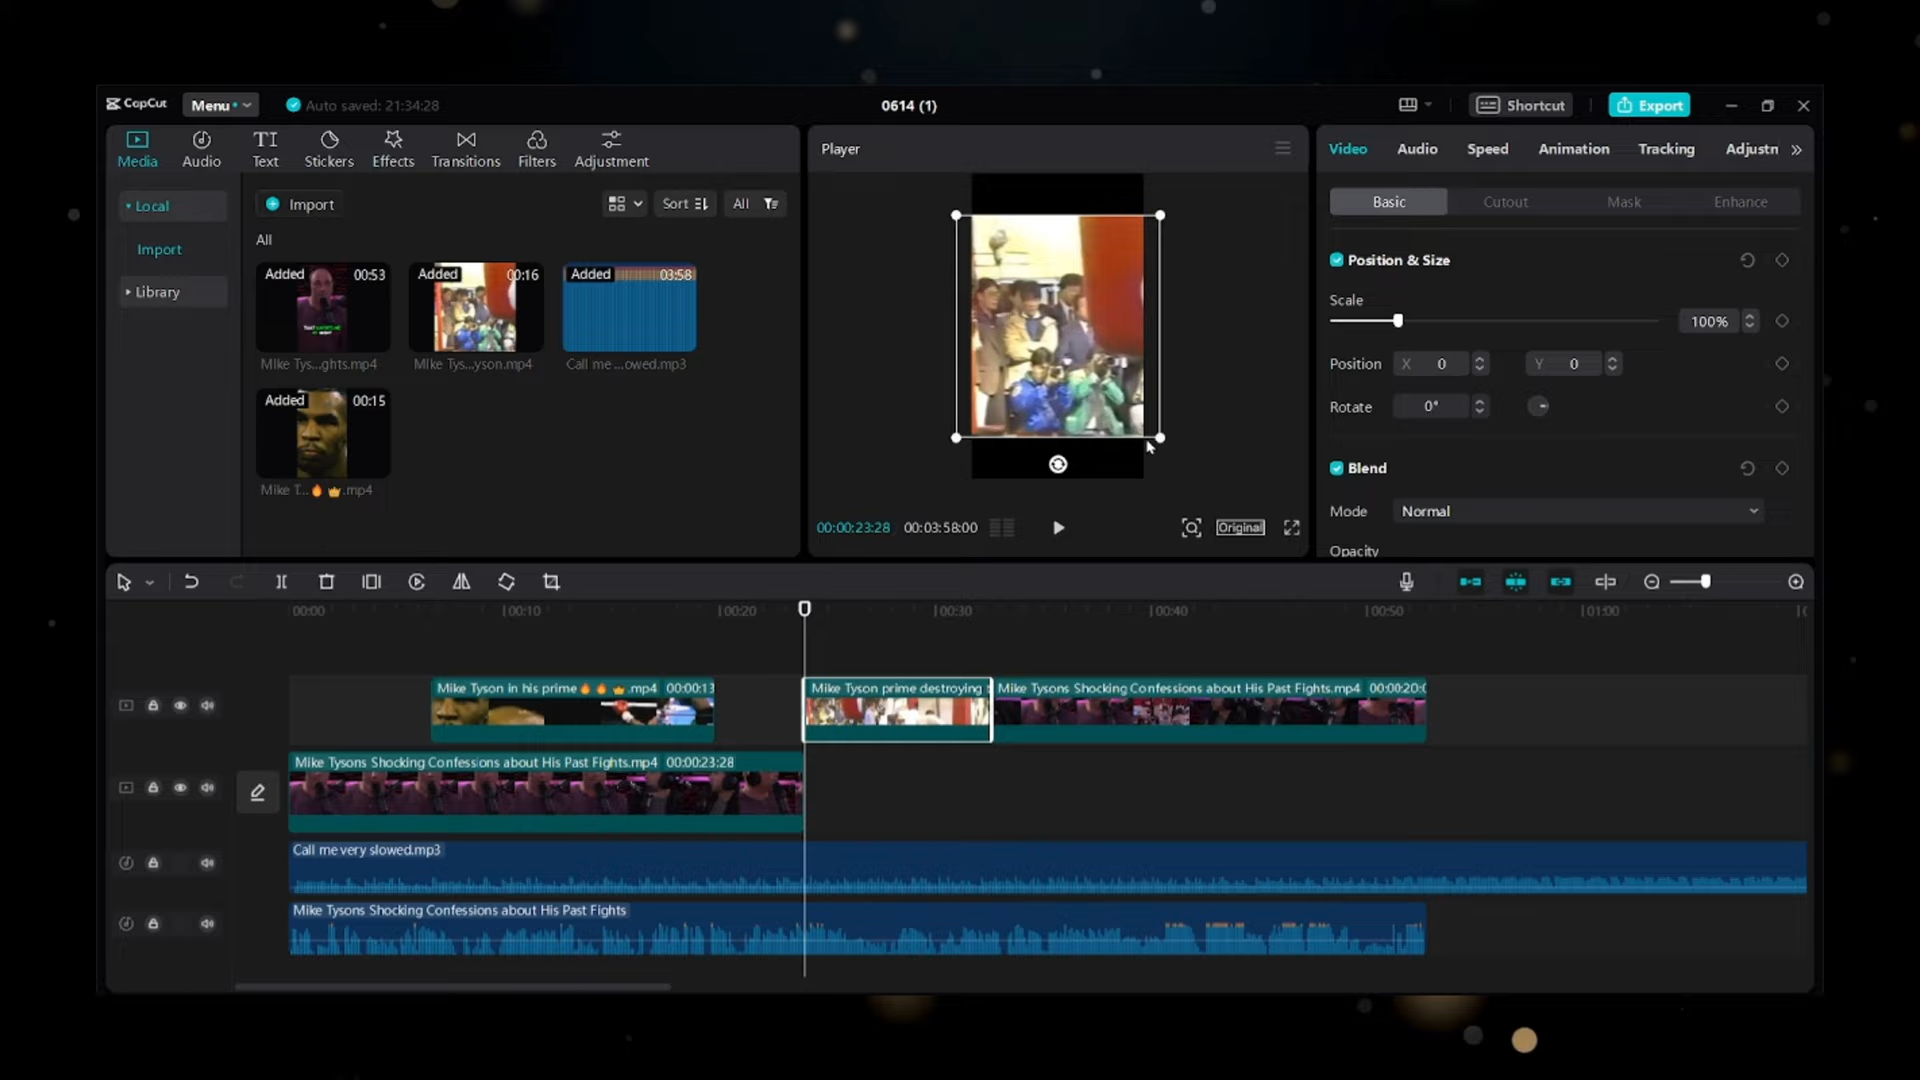 CapCut Menu Auto saved: 21:34:28 0614 (1) Shortcut Export
Media Audio Text Stickers Effects Transitions Filters Adjustment
Player
Video Audio Speed Animation Tracking Adjustn
Local
Import
Library
Import Sort All
All
Added 00:53
Added 00:16
Added 03:58
Mike Tys...ghts.mp4
Mike Tys...yson.mp4
Call me ...owed.mp3
Added 00:15
Mike T...🔥 👑.mp4
00:00:23:28 00:03:58:00 Original
Basic Cutout Mask Enhance
Position & Size
Scale 100%
Position X 0 Y 0
Rotate 0°
Blend
Mode Normal
Opacity
00:00 00:10 00:20 00:30 00:40 00:50 01:00
Mike Tyson in his prime🔥🔥👑.mp4 00:00:13
Mike Tyson prime destroying
Mike Tysons Shocking Confessions about His Past Fights.mp4 00:00:20:0
Mike Tysons Shocking Confessions about His Past Fights.mp4 00:00:23:28
Call me very slowed.mp3
Mike Tysons Shocking Confessions about His Past Fights